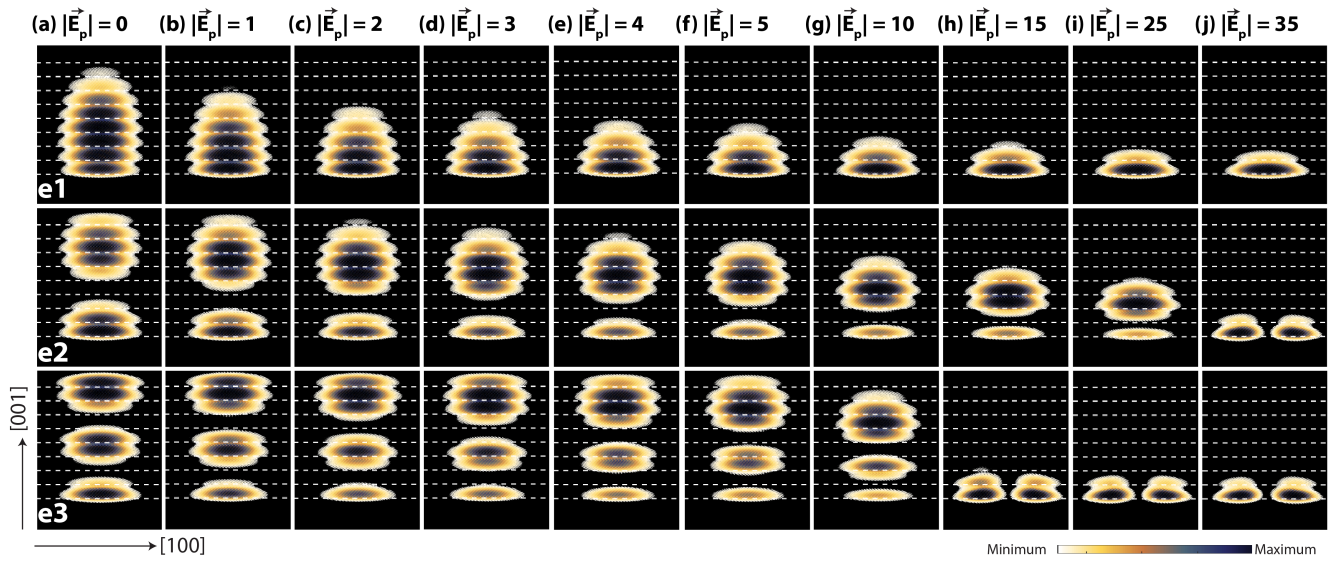 (a) |E⃗p| = 0 (b) |E⃗p| = 1 (c) |E⃗p| = 2 (d) |E⃗p| = 3 (e) |E⃗p| = 4 (f) |E⃗p| = 5 (g) |E⃗p| = 10 (h) |E⃗p| = 15 (i) |E⃗p| = 25 (j) |E⃗p| = 35
e1
e2
e3
[001]
[100]
Minimum Maximum